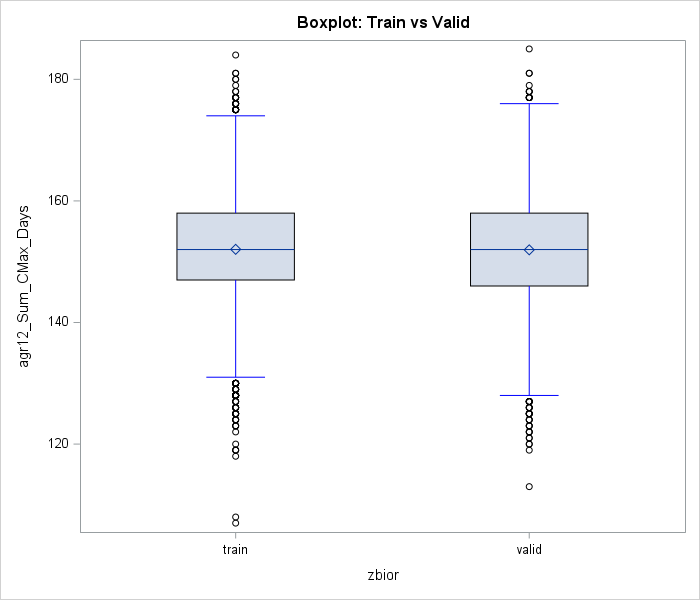 Boxplot: Train vs Valid
agr12_Sum_CMax_Days
180
160
140
120
train
valid
zbior